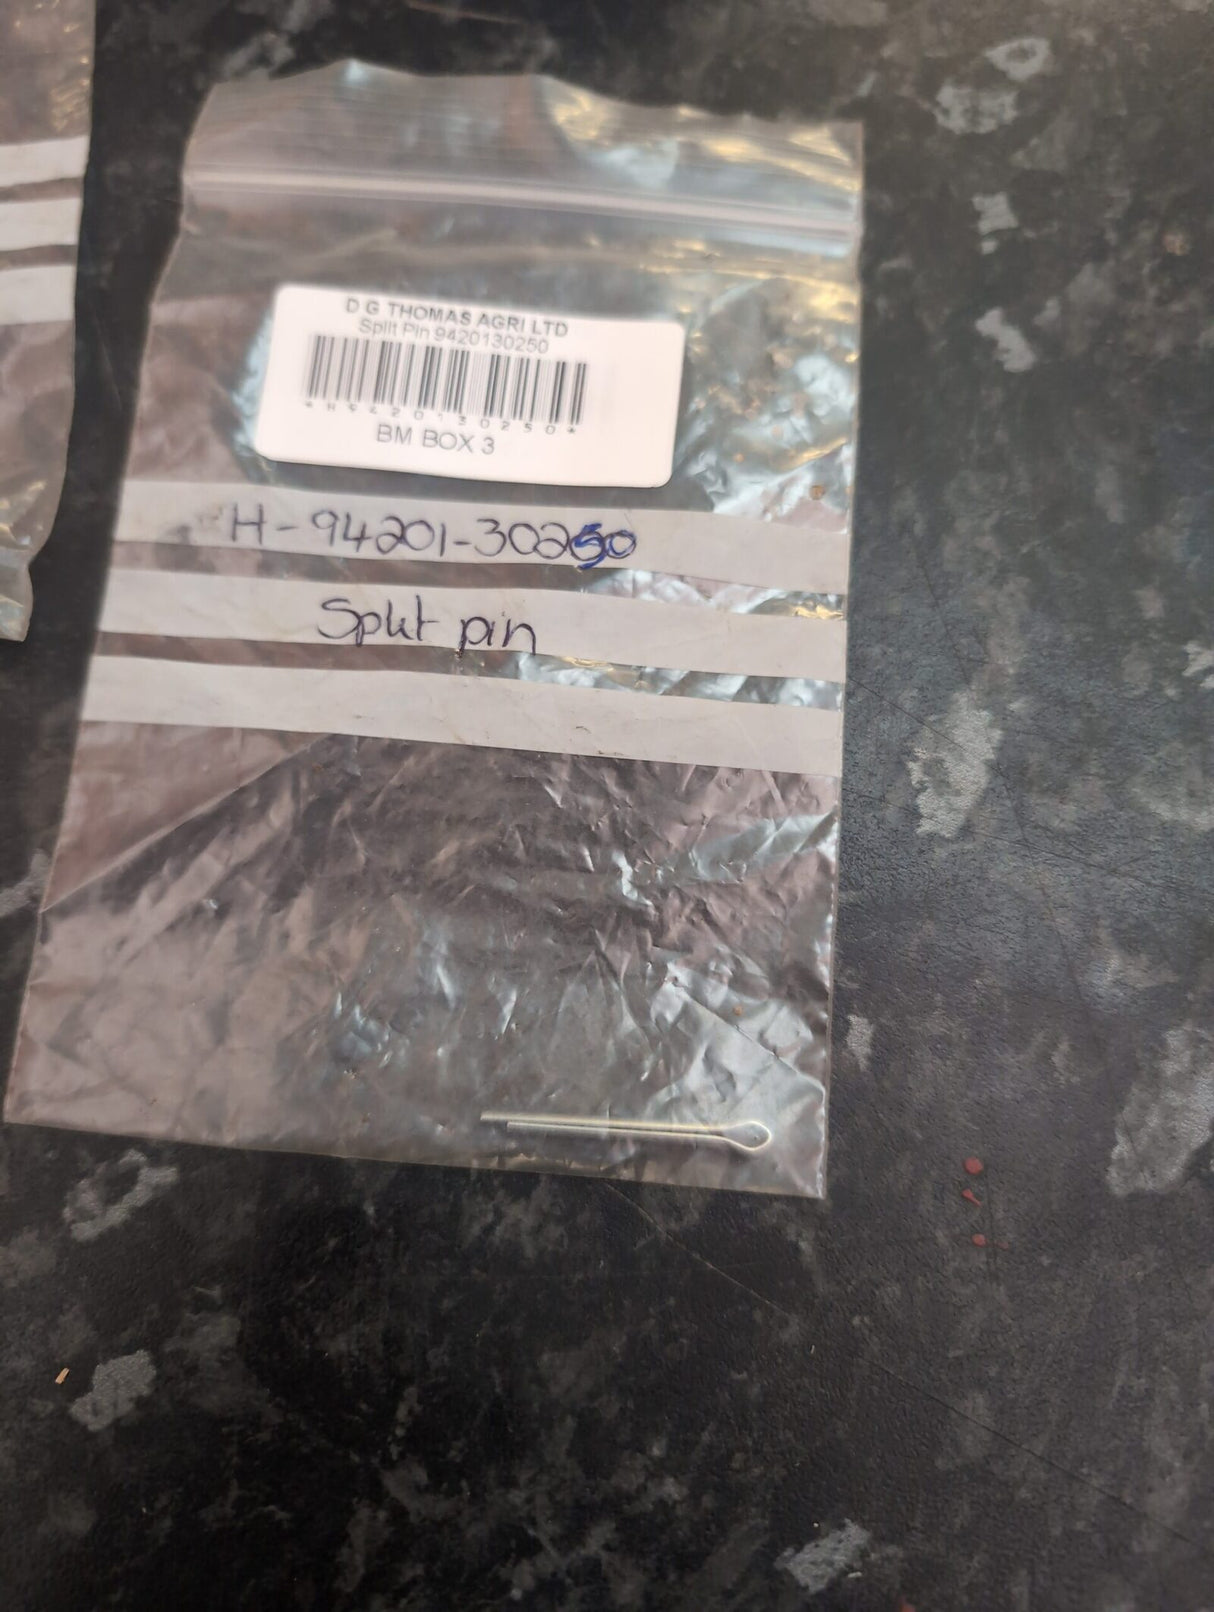 D G THOMAS AGRI LTD
Split Pin 9420130250
*H9420130250*
BM BOX 3
H-94201-30250
Split pin